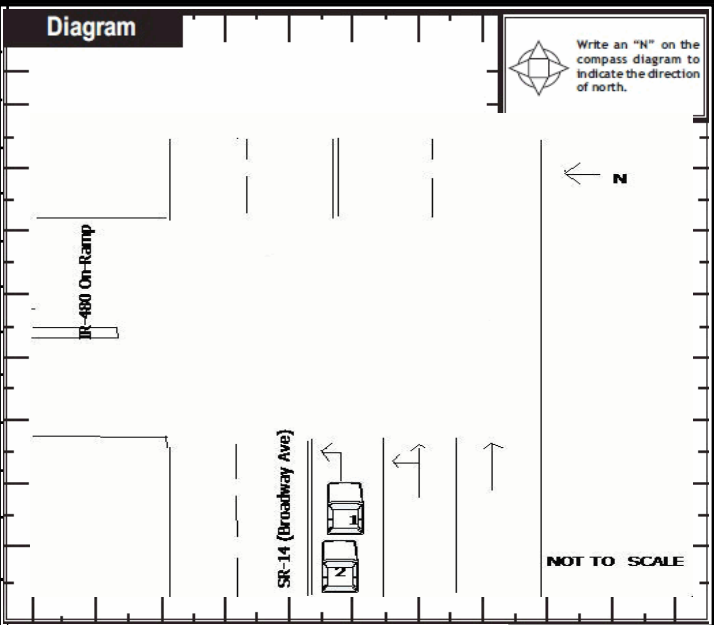 Diagram
Write an “N” on the
compass diagram to
indicate the direction
of north.
N
IR-480 On-Ramp
SR-14 (Broadway Ave)
1
2
NOT TO SCALE